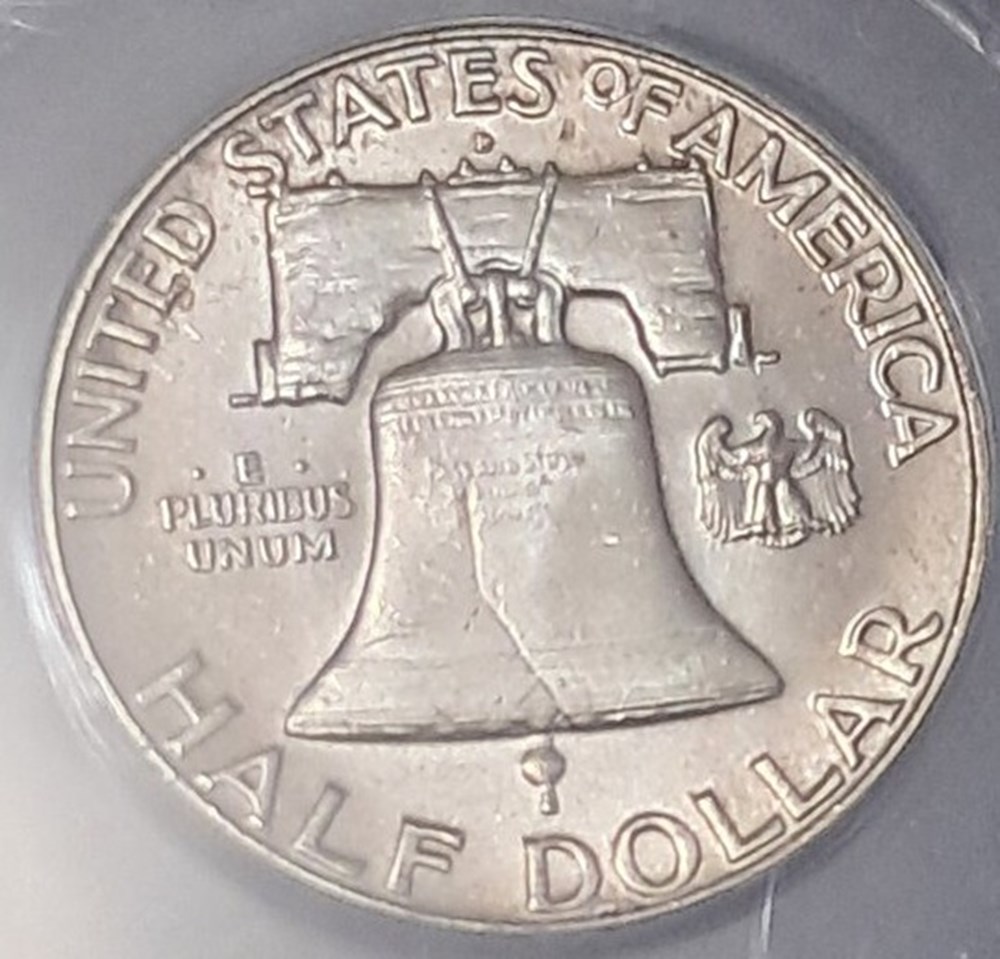 UNITED STATES OF AMERICA
D
· E ·
PLURIBUS
UNUM
HALF DOLLAR